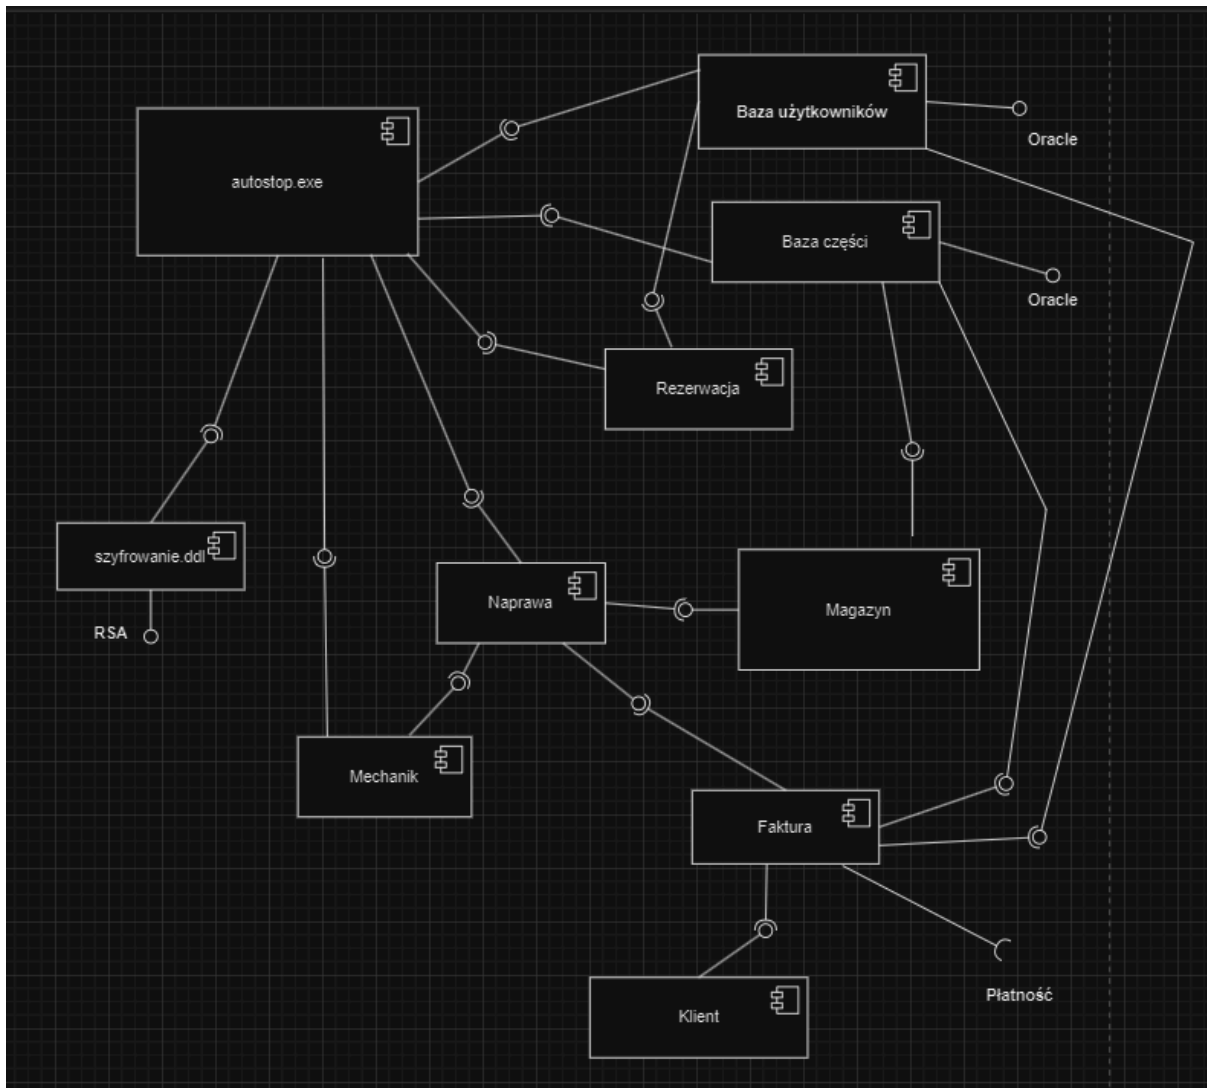 Baza użytkowników
Oracle
autostop.exe
Baza części
Oracle
Rezerwacja
szyfrowanie.ddl
Naprawa
Magazyn
RSA
Mechanik
Faktura
Płatność
Klient